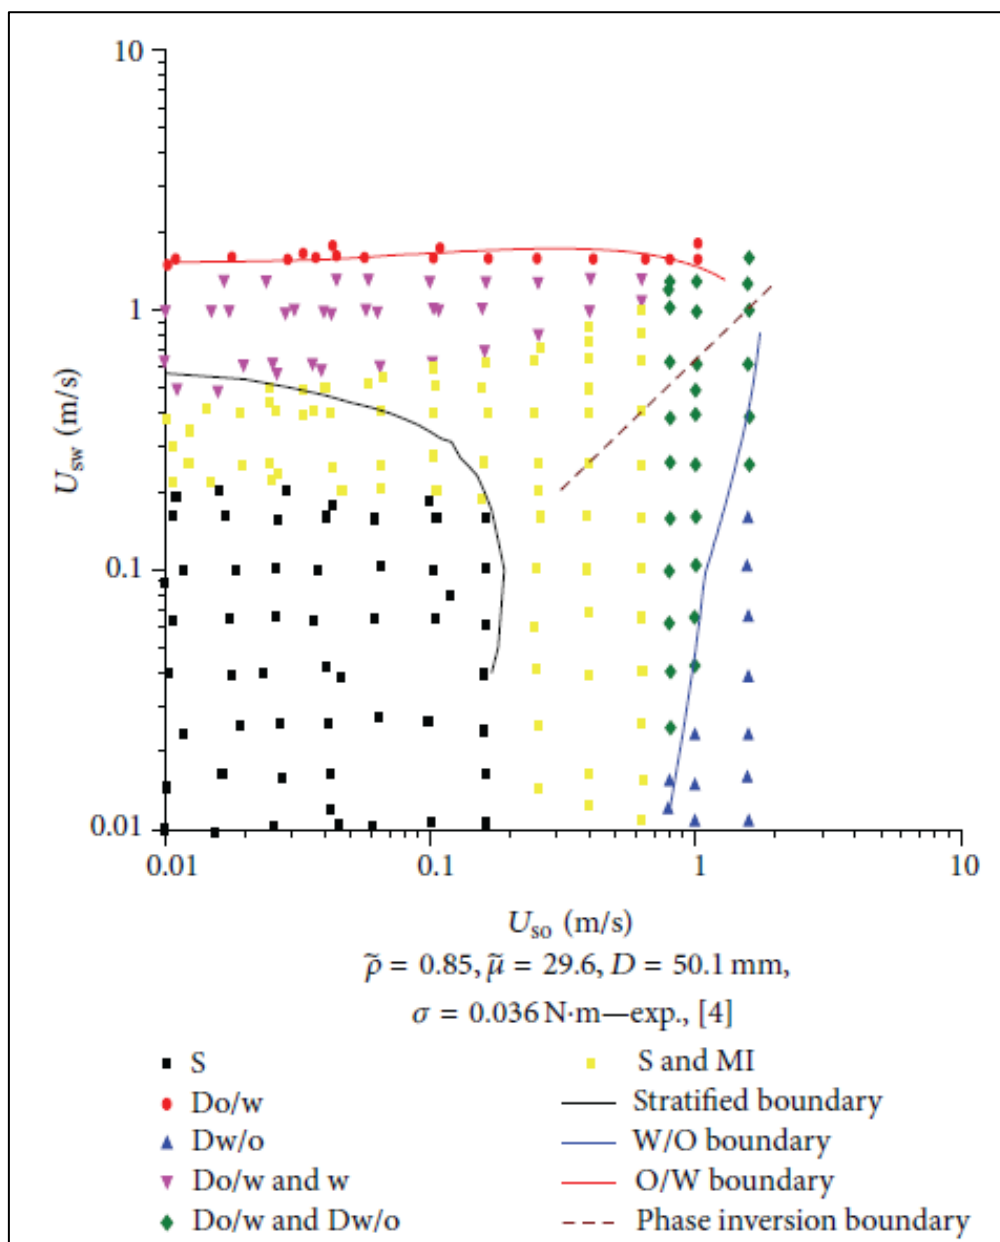 10
1
0.1
0.01
U_sw (m/s)
0.01 0.1 1 10
U_so (m/s)
ρ̃ = 0.85, μ̃ = 29.6, D = 50.1 mm,
σ = 0.036 N·m—exp., [4]
S
Do/w
Dw/o
Do/w and w
Do/w and Dw/o
S and MI
Stratified boundary
W/O boundary
O/W boundary
Phase inversion boundary